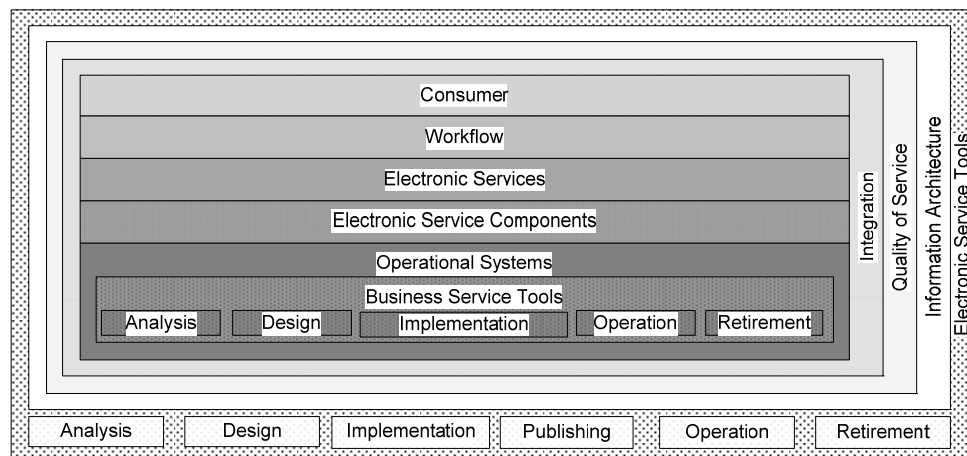 Consumer
Workflow
Electronic Services
Electronic Service Components
Operational Systems
Business Service Tools
Analysis
Design
Implementation
Operation
Retirement
Integration
Quality of Service
Information Architecture
Electronic Service Tools
Analysis
Design
Implementation
Publishing
Operation
Retirement